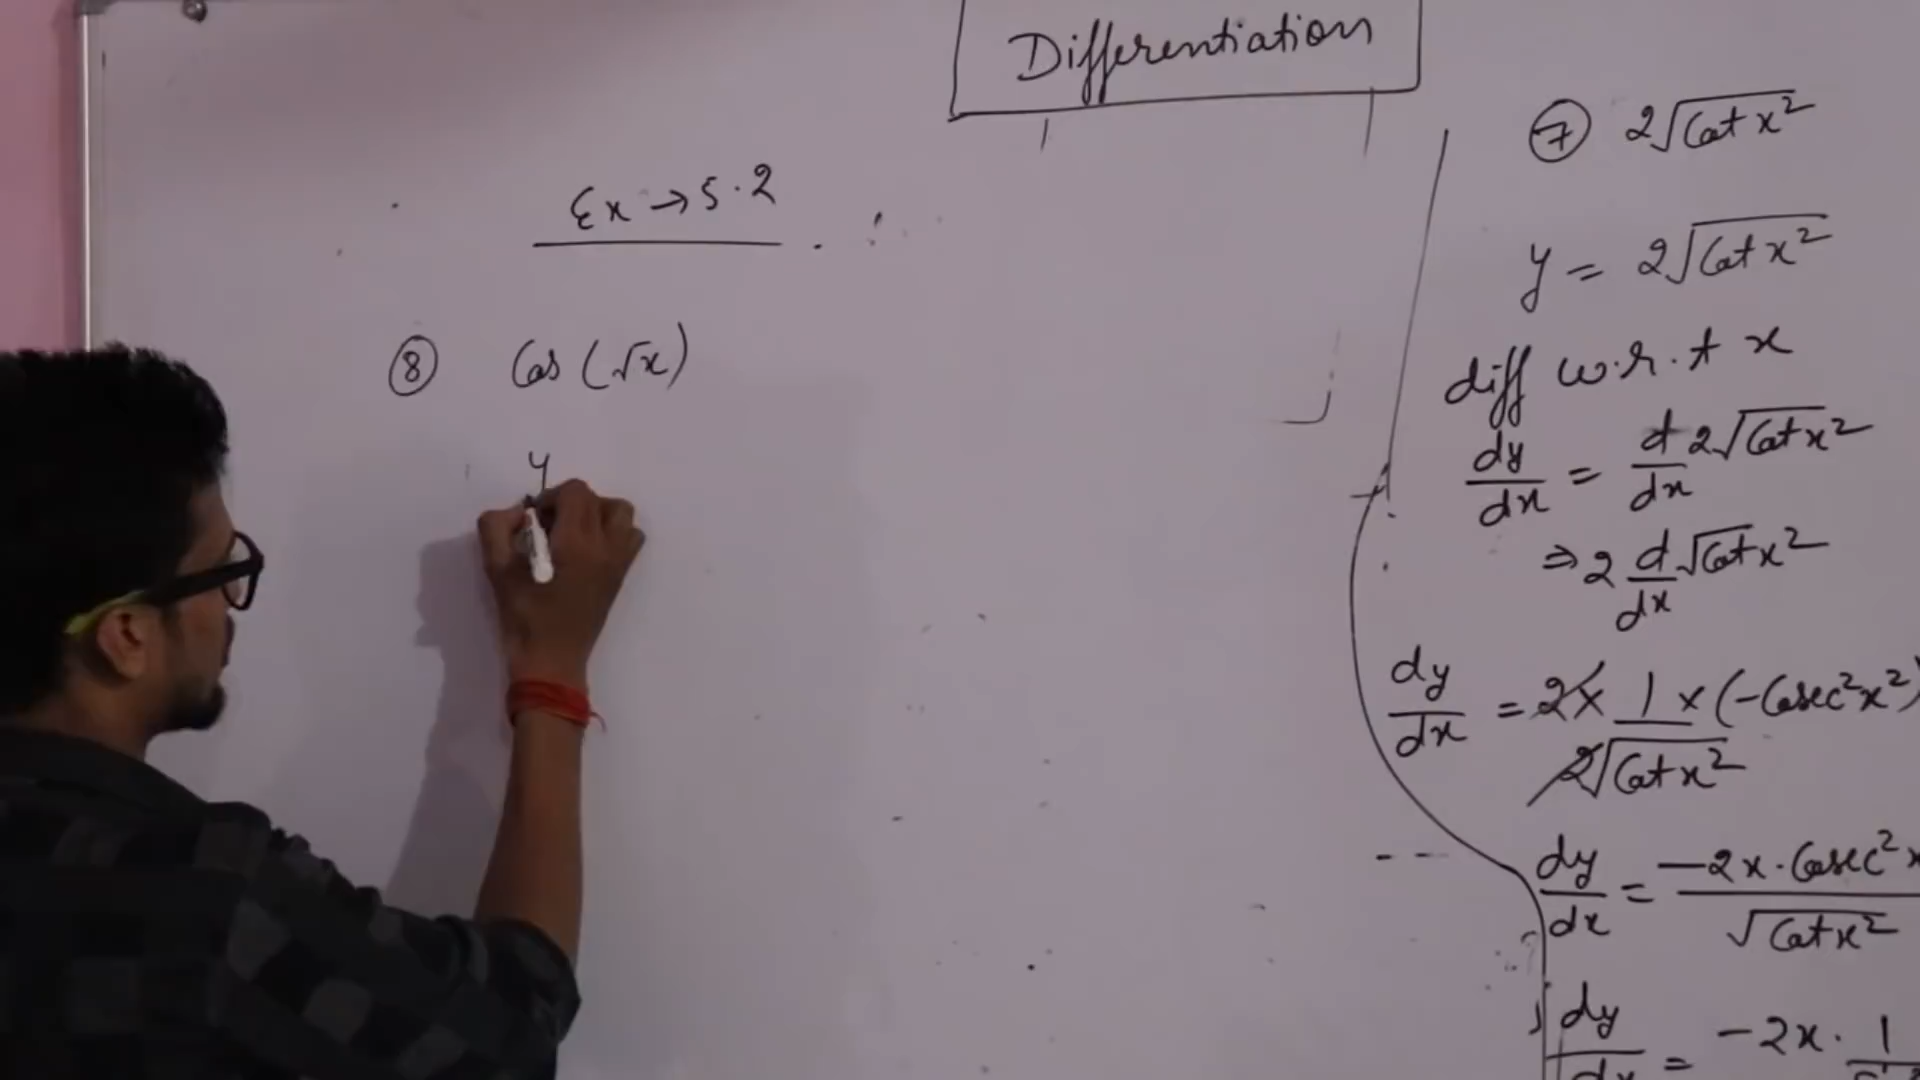 Differentiation
Ex → 5.2
⑧ Cos (√x)
y
⑦ 2√Cot x²
y = 2√Cot x²
diff w.r.t x
dy/dx = d/dx 2√Cot x²
⇒ 2 d/dx √Cot x²
dy/dx = 2 × 1/2√Cot x² × (-Cosec²x²)
dy/dx = -2x · Cosec²x/√Cot x²
dy/dx = -2x · 1